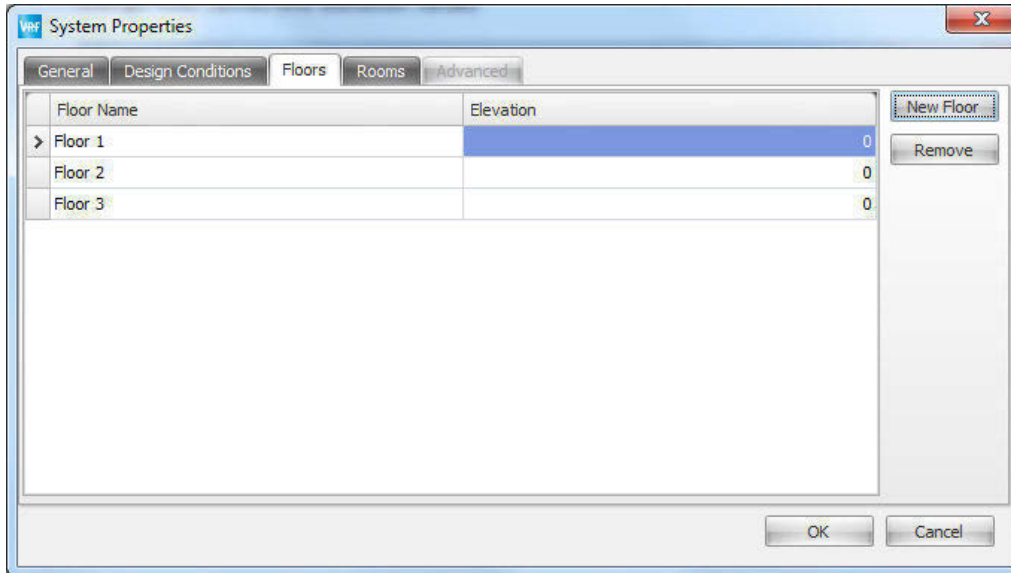 VRF System Properties
General Design Conditions Floors Rooms Advanced
Floor Name Elevation New Floor
Floor 1 0 Remove
Floor 2 0
Floor 3 0
OK Cancel